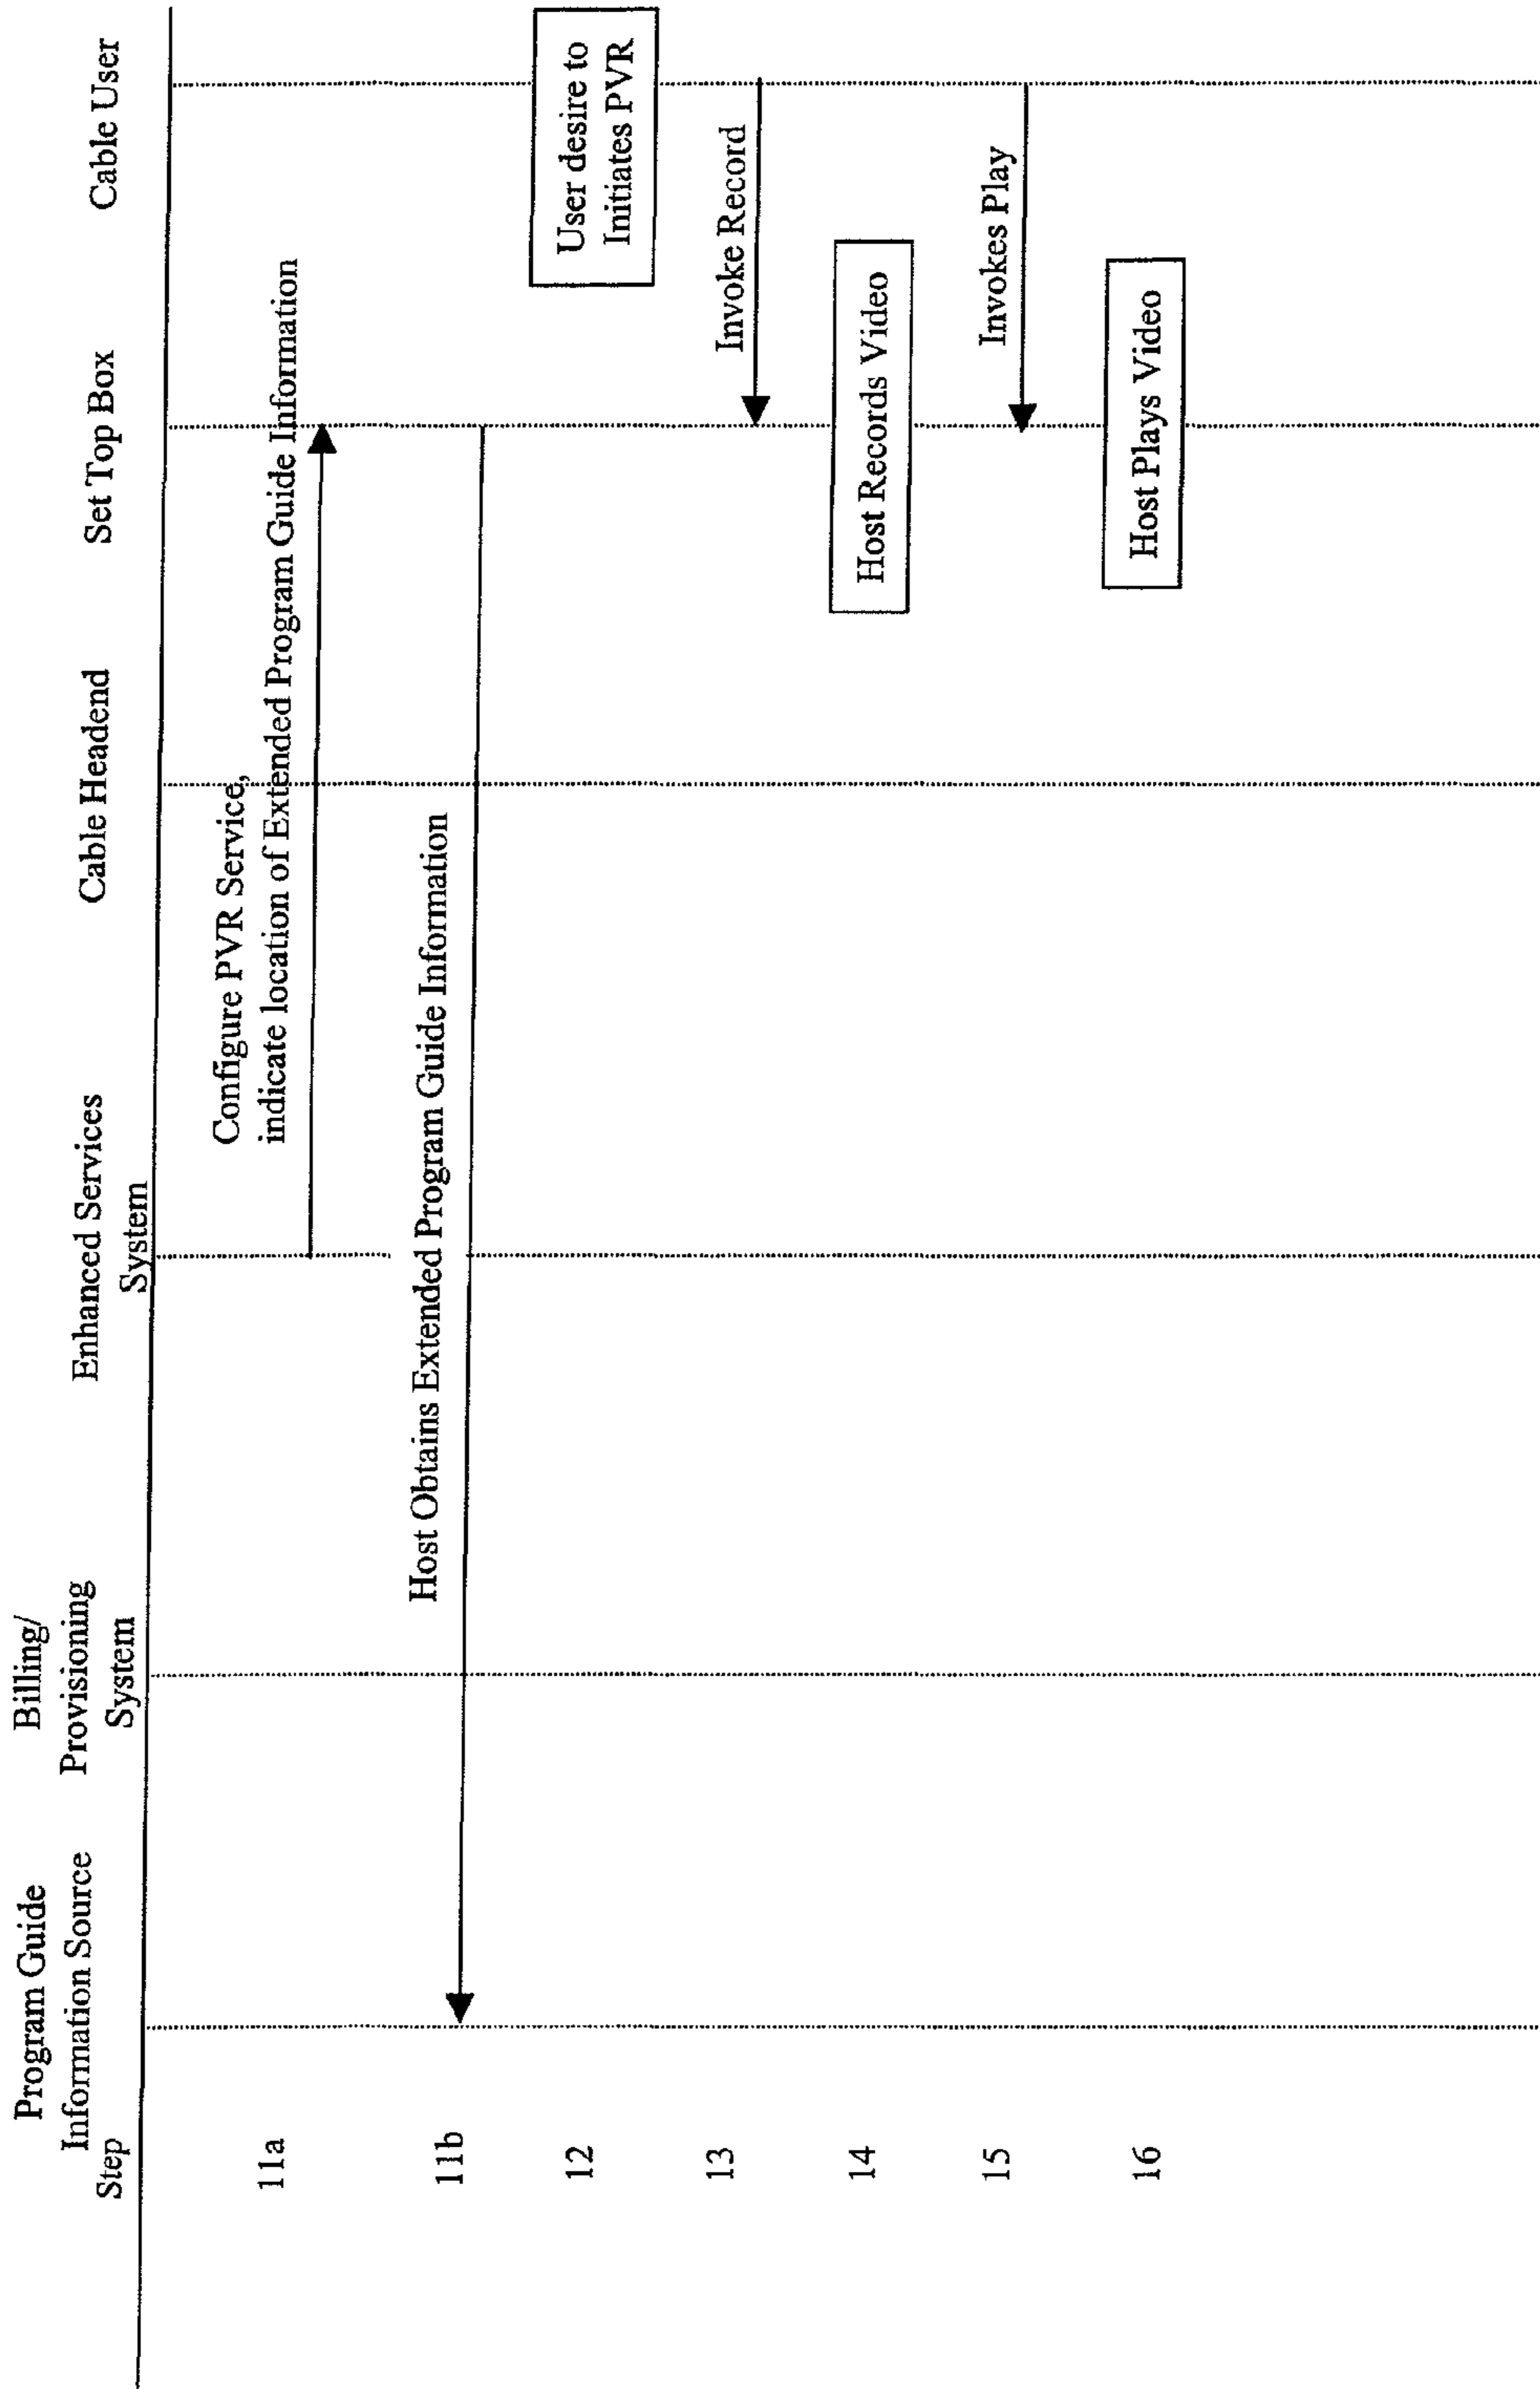 Step
Program Guide
Information Source
Billing/
Provisioning
System
Enhanced Services
System
Cable Headend
Set Top Box
Cable User
11a
Configure PVR Service,
indicate location of Extended Program Guide Information
11b
Host Obtains Extended Program Guide Information
12
User desire to
Initiates PVR
13
Invoke Record
14
Host Records Video
15
Invokes Play
16
Host Plays Video